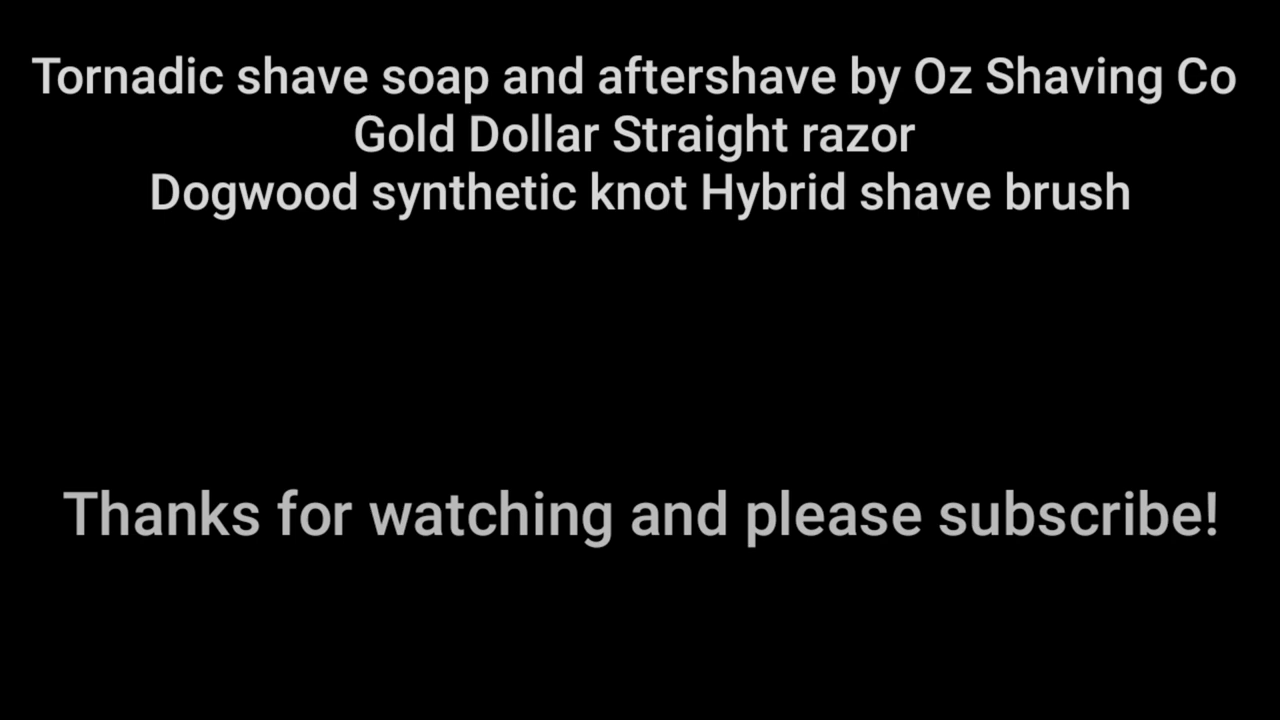 Tornadic shave soap and aftershave by Oz Shaving Co
Gold Dollar Straight razor
Dogwood synthetic knot Hybrid shave brush
Thanks for watching and please subscribe!